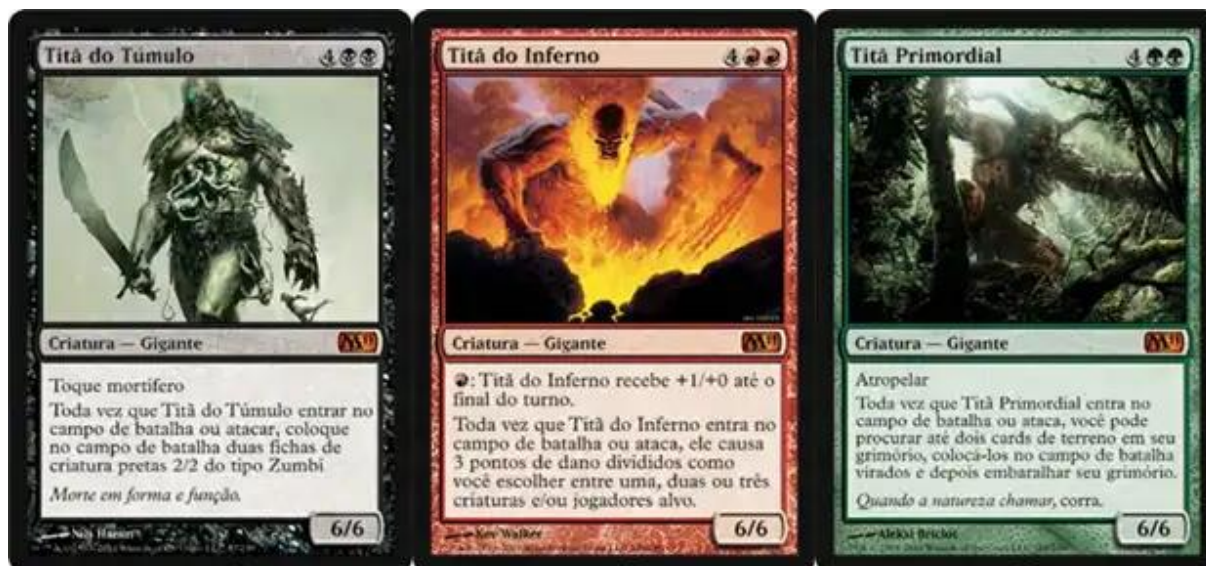 Titã do Túmulo 4
Criatura — Gigante M11
Toque mortífero
Toda vez que Titã do Túmulo entrar no
campo de batalha ou atacar, coloque
no campo de batalha duas fichas de
criatura pretas 2/2 do tipo Zumbi
Morte em forma e função.
6/6
Titã do Inferno 4
Criatura — Gigante M11
: Titã do Inferno recebe +1/+0 até o
final do turno.
Toda vez que Titã do Inferno entra no
campo de batalha ou ataca, ele causa
3 pontos de dano divididos como
você escolher entre uma, duas ou três
criaturas e/ou jogadores alvo.
Kev Walker
6/6
Titã Primordial 4
Criatura — Gigante M11
Atropelar
Toda vez que Titã Primordial entra no
campo de batalha ou ataca, você pode
procurar até dois cards de terreno em seu
grimório, colocá-los no campo de batalha
virados e depois embaralhar seu grimório.
Quando a natureza chamar, corra.
Aleksi Briclot
6/6